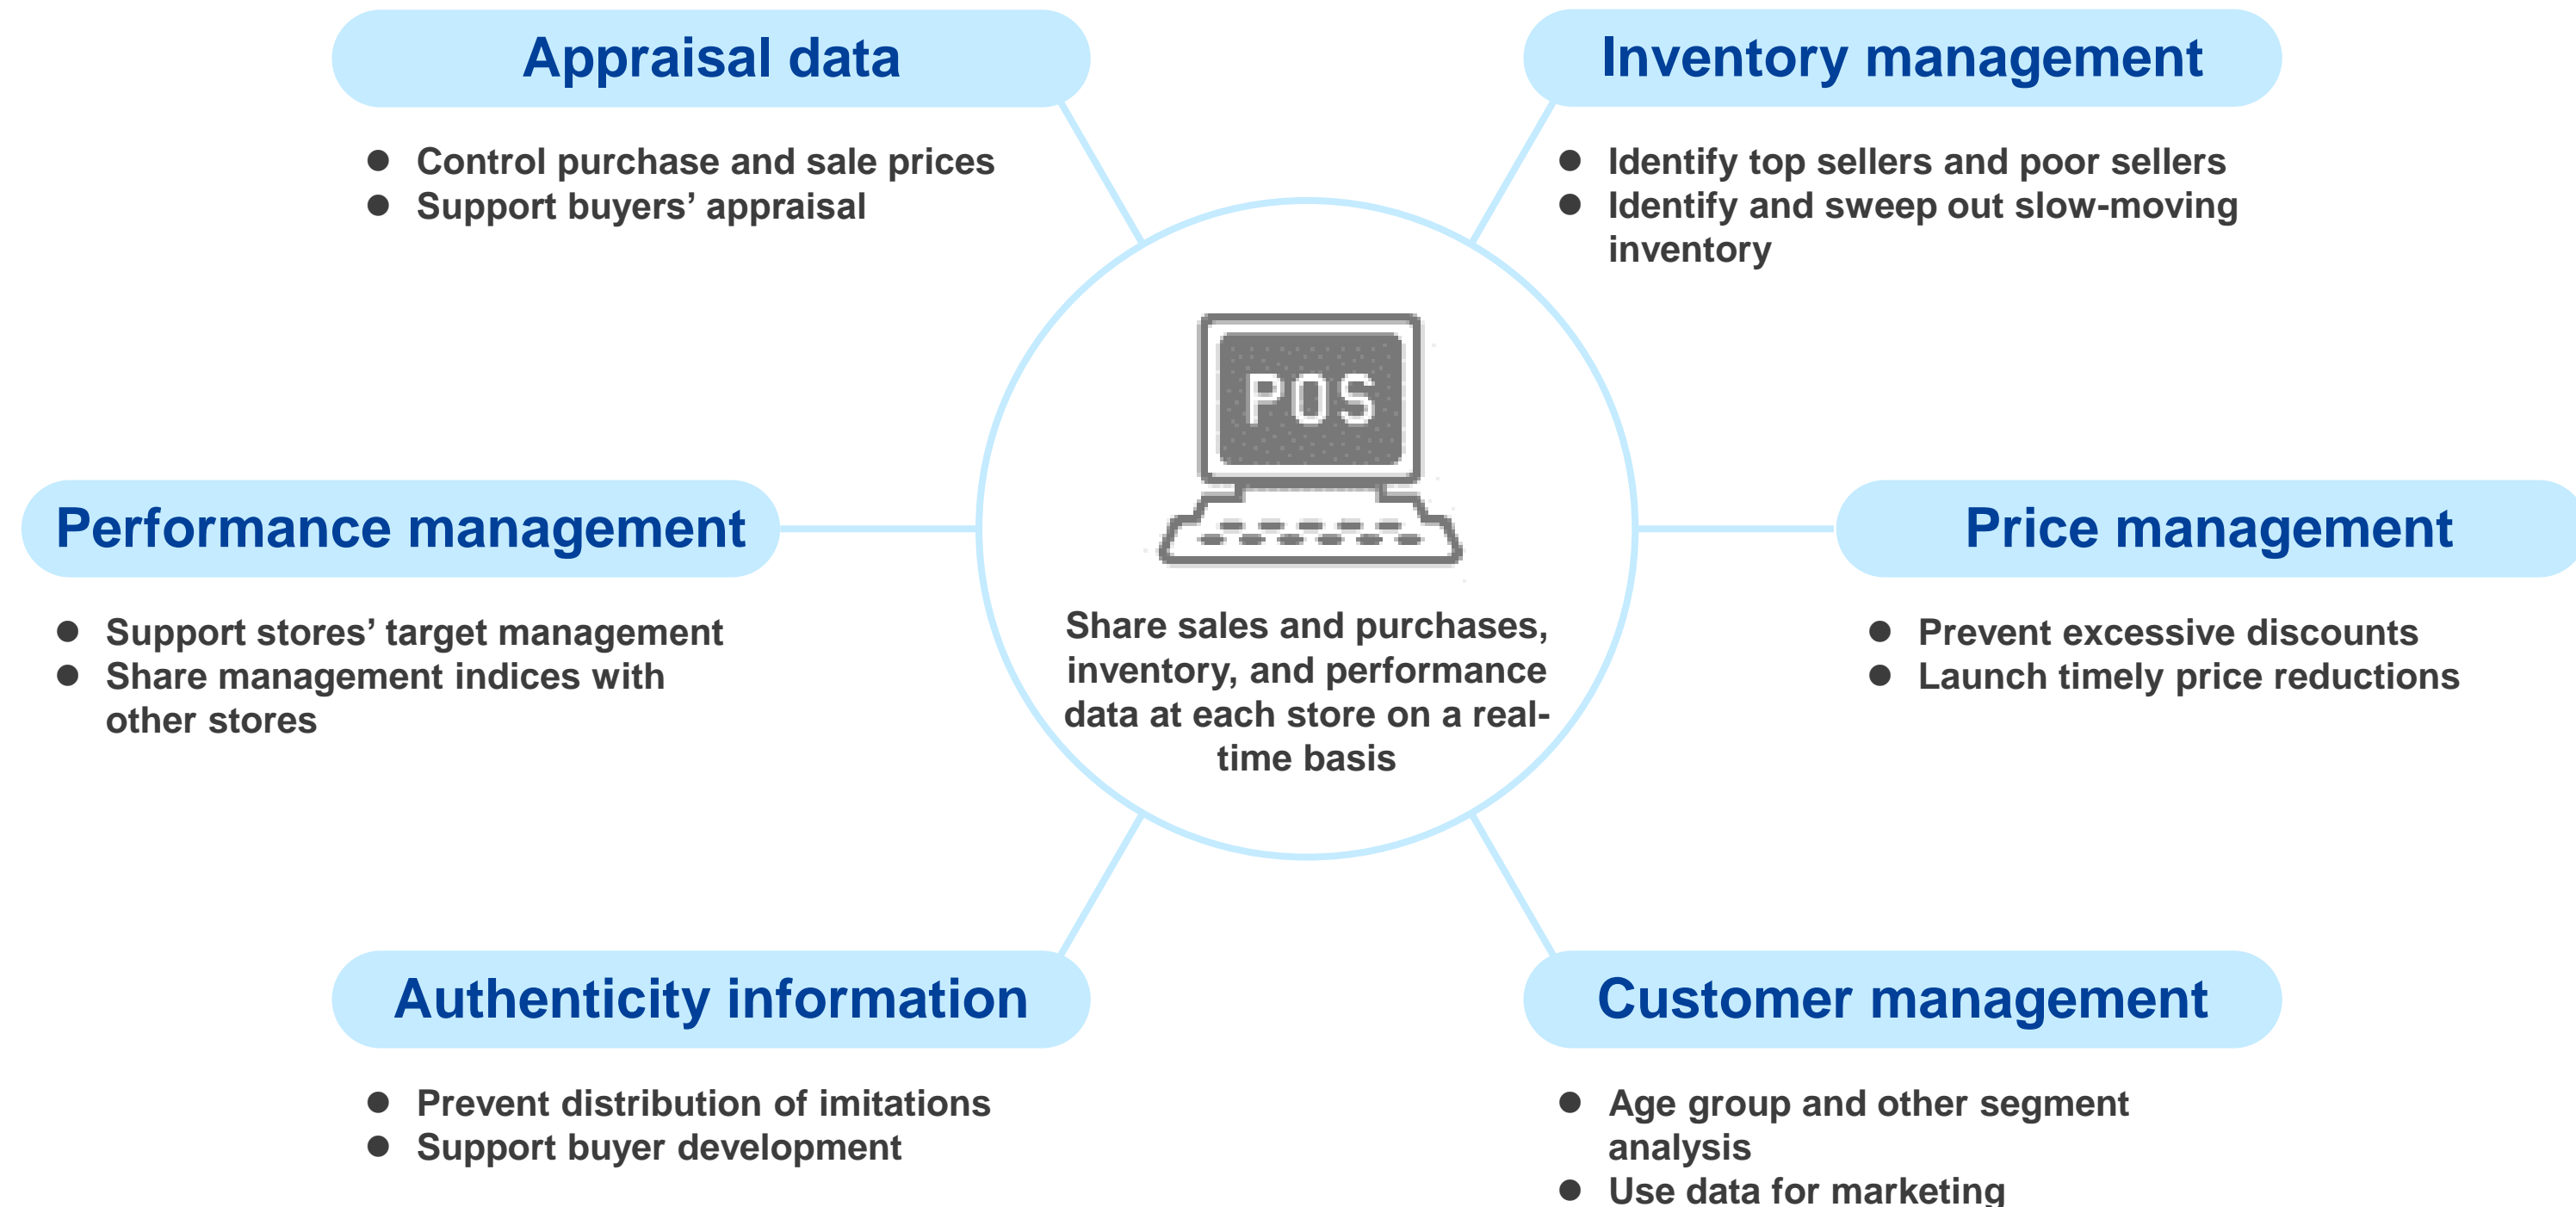 Appraisal data
● Control purchase and sale prices
● Support buyers’ appraisal
Inventory management
● Identify top sellers and poor sellers
● Identify and sweep out slow-moving
inventory
Performance management
● Support stores’ target management
● Share management indices with
other stores
POS
Share sales and purchases,
inventory, and performance
data at each store on a real-
time basis
Price management
● Prevent excessive discounts
● Launch timely price reductions
Authenticity information
● Prevent distribution of imitations
● Support buyer development
Customer management
● Age group and other segment
analysis
● Use data for marketing